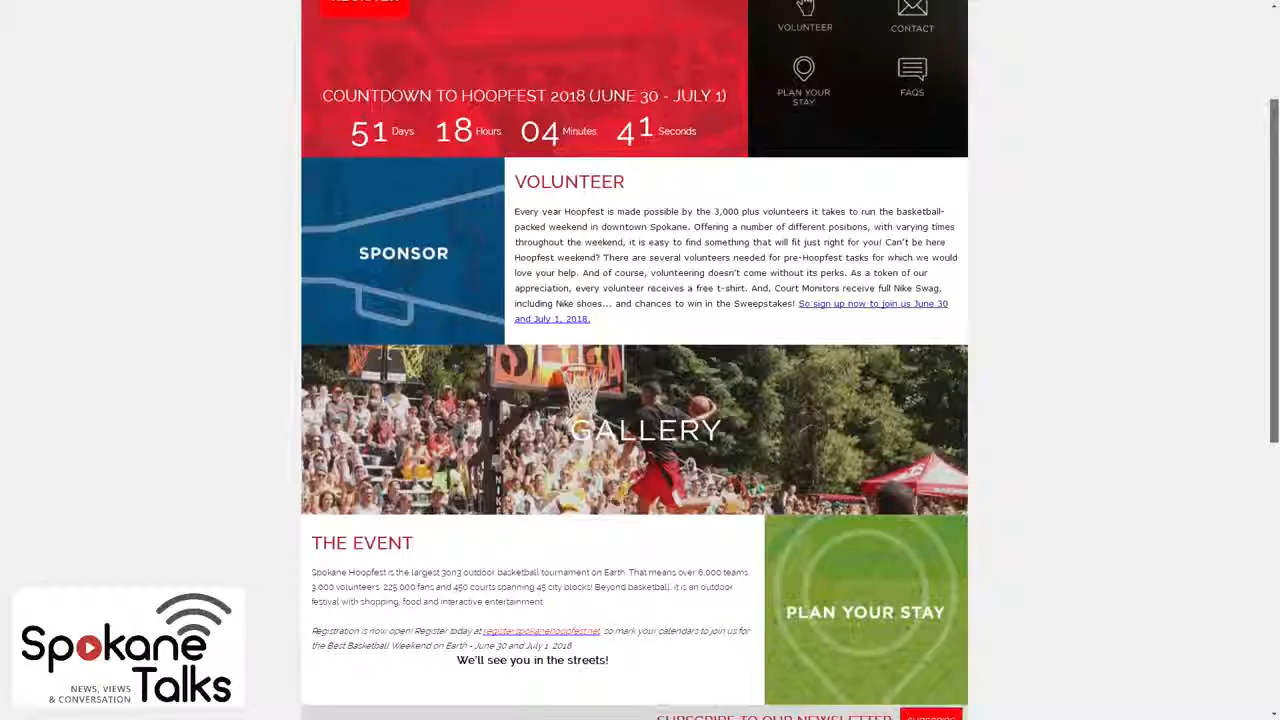 REGISTER
VOLUNTEER
CONTACT
PLAN YOUR
STAY
FAQS
COUNTDOWN TO HOOPFEST 2018 (JUNE 30 - JULY 1)
51 Days 18 Hours 04 Minutes 41 Seconds
SPONSOR
VOLUNTEER
Every year Hoopfest is made possible by the 3,000 plus volunteers it takes to run the basketball-
packed weekend in downtown Spokane. Offering a number of different positions, with varying times
throughout the weekend, it is easy to find something that will fit just right for you! Can't be here
Hoopfest weekend? There are several volunteers needed for pre-Hoopfest tasks for which we would
love your help. And of course, volunteering doesn't come without its perks. As a token of our
appreciation, every volunteer receives a free t-shirt. And, Court Monitors receive full Nike Swag,
including Nike shoes... and chances to win in the Sweepstakes! So sign up now to join us June 30
and July 1, 2018.
GALLERY
THE EVENT
Spokane Hoopfest is the largest 3on3 outdoor basketball tournament on Earth. That means over 6,000 teams,
3,000 volunteers, 225,000 fans and 450 courts spanning 45 city blocks! Beyond basketball, it is an outdoor
festival with shopping, food and interactive entertainment.
Registration is now open! Register today at register.spokanehoopfest.net, so mark your calendars to join us for
the Best Basketball Weekend on Earth - June 30 and July 1, 2018
We'll see you in the streets!
PLAN YOUR STAY
SUBSCRIBE TO OUR NEWSLETTER
SUBSCRIBE
Spokane
Talks
NEWS, VIEWS
& CONVERSATION